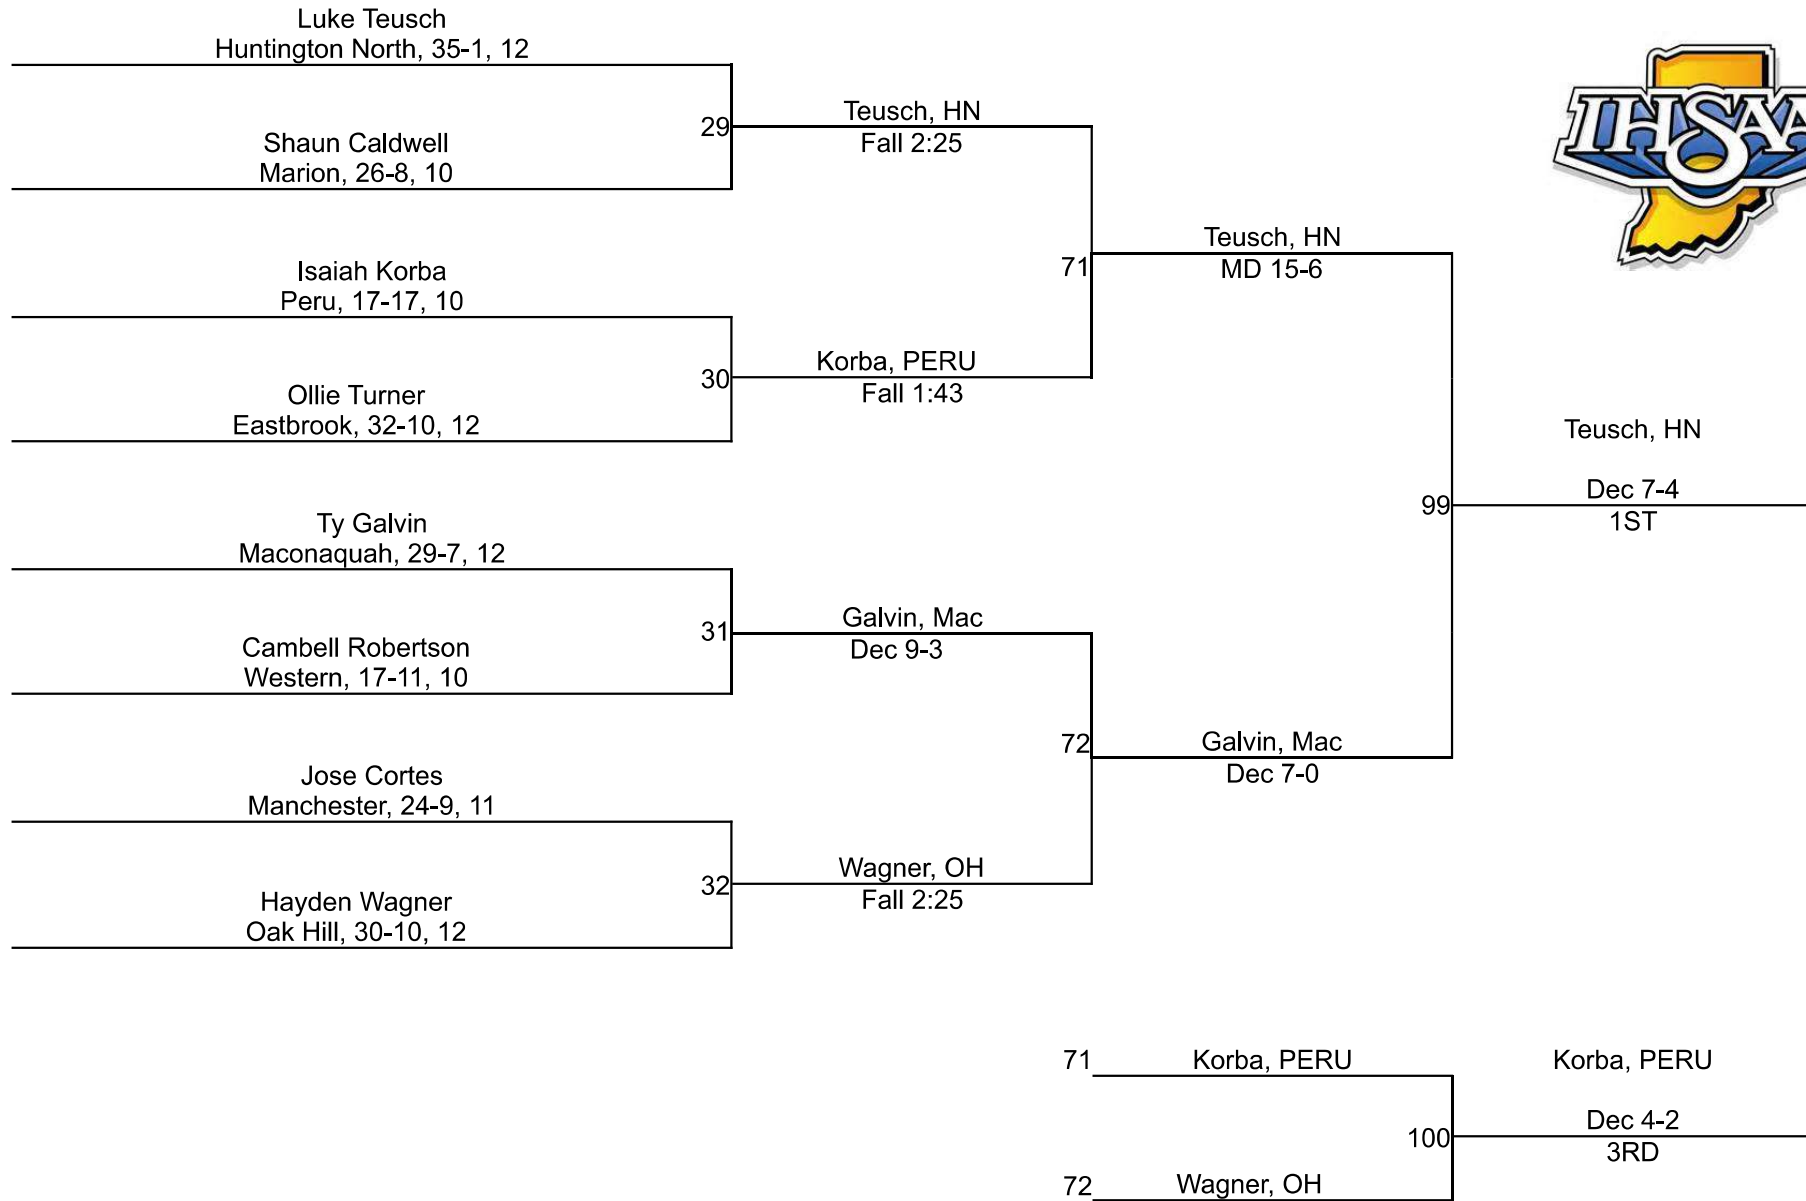 Luke Teusch
Huntington North, 35-1, 12
Shaun Caldwell
Marion, 26-8, 10
Isaiah Korba
Peru, 17-17, 10
Ollie Turner
Eastbrook, 32-10, 12
Ty Galvin
Maconaquah, 29-7, 12
Cambell Robertson
Western, 17-11, 10
Jose Cortes
Manchester, 24-9, 11
Hayden Wagner
Oak Hill, 30-10, 12
29
Teusch, HN
Fall 2:25
30
Korba, PERU
Fall 1:43
31
Galvin, Mac
Dec 9-3
32
Wagner, OH
Fall 2:25
71
Teusch, HN
MD 15-6
72
Galvin, Mac
Dec 7-0
IHSAA
99
Teusch, HN
Dec 7-4
1ST
71
Korba, PERU
72
Wagner, OH
100
Korba, PERU
Dec 4-2
3RD